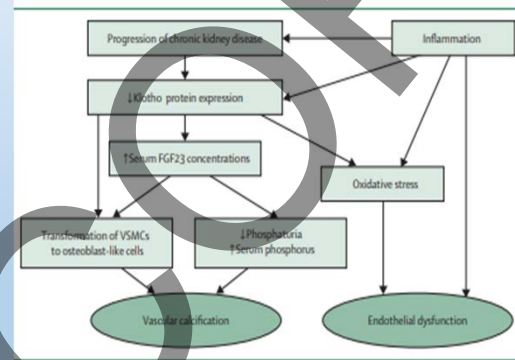 Progression of chronic kidney disease
Inflammation
↓Klotho protein expression
↑Serum FGF23 concentrations
Oxidative stress
Transformation of VSMCs
to osteoblast-like cells
↓Phosphaturia
↑Serum phosphorus
Vascular calcification
Endothelial dysfunction